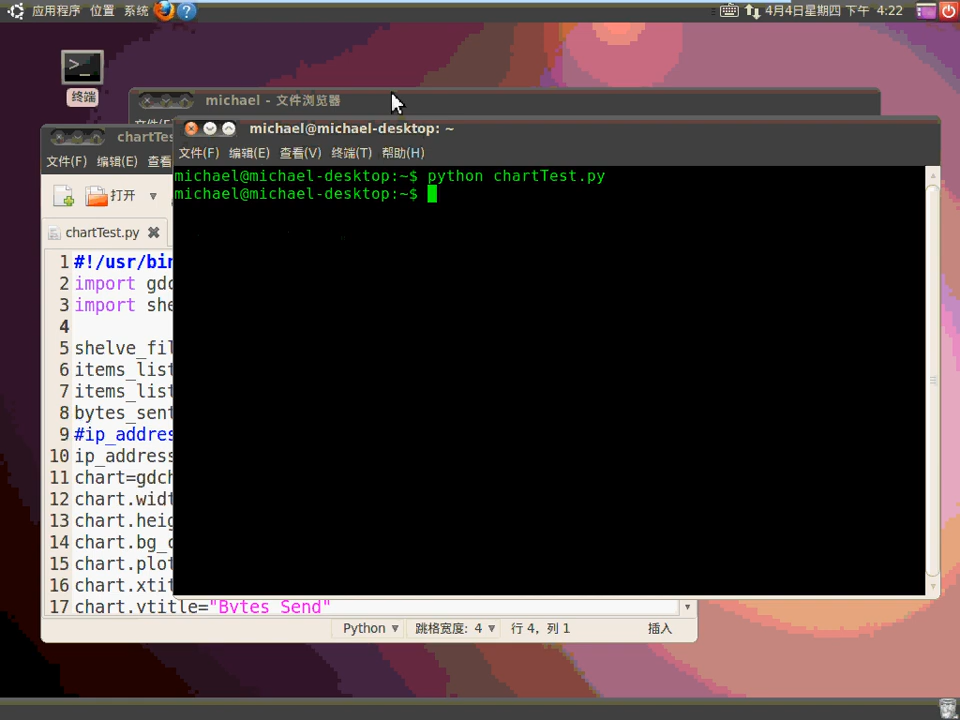 应用程序 位置 系统
4月4日星期四 下午 4:22
终端
michael - 文件浏览器
michael@michael-desktop: ~
文件(F) 编辑(E) 查看(V) 终端(T) 帮助(H)
michael@michael-desktop:~$ python chartTest.py
michael@michael-desktop:~$
文件(F) 编辑(E) 查看
打开
chartTest.py
1 #!/usr/bin
2 import gdc
3 import she
4
5 shelve_fil
6 items_list
7 items_list
8 bytes_sent
9 #ip_addres
10 ip_address
11 chart=gdch
12 chart.widt
13 chart.heig
14 chart.bg_c
15 chart.plot
16 chart.xtit
17 chart.ytitle="Bytes Send"
Python 跳格宽度: 4 行 4，列 1 插入